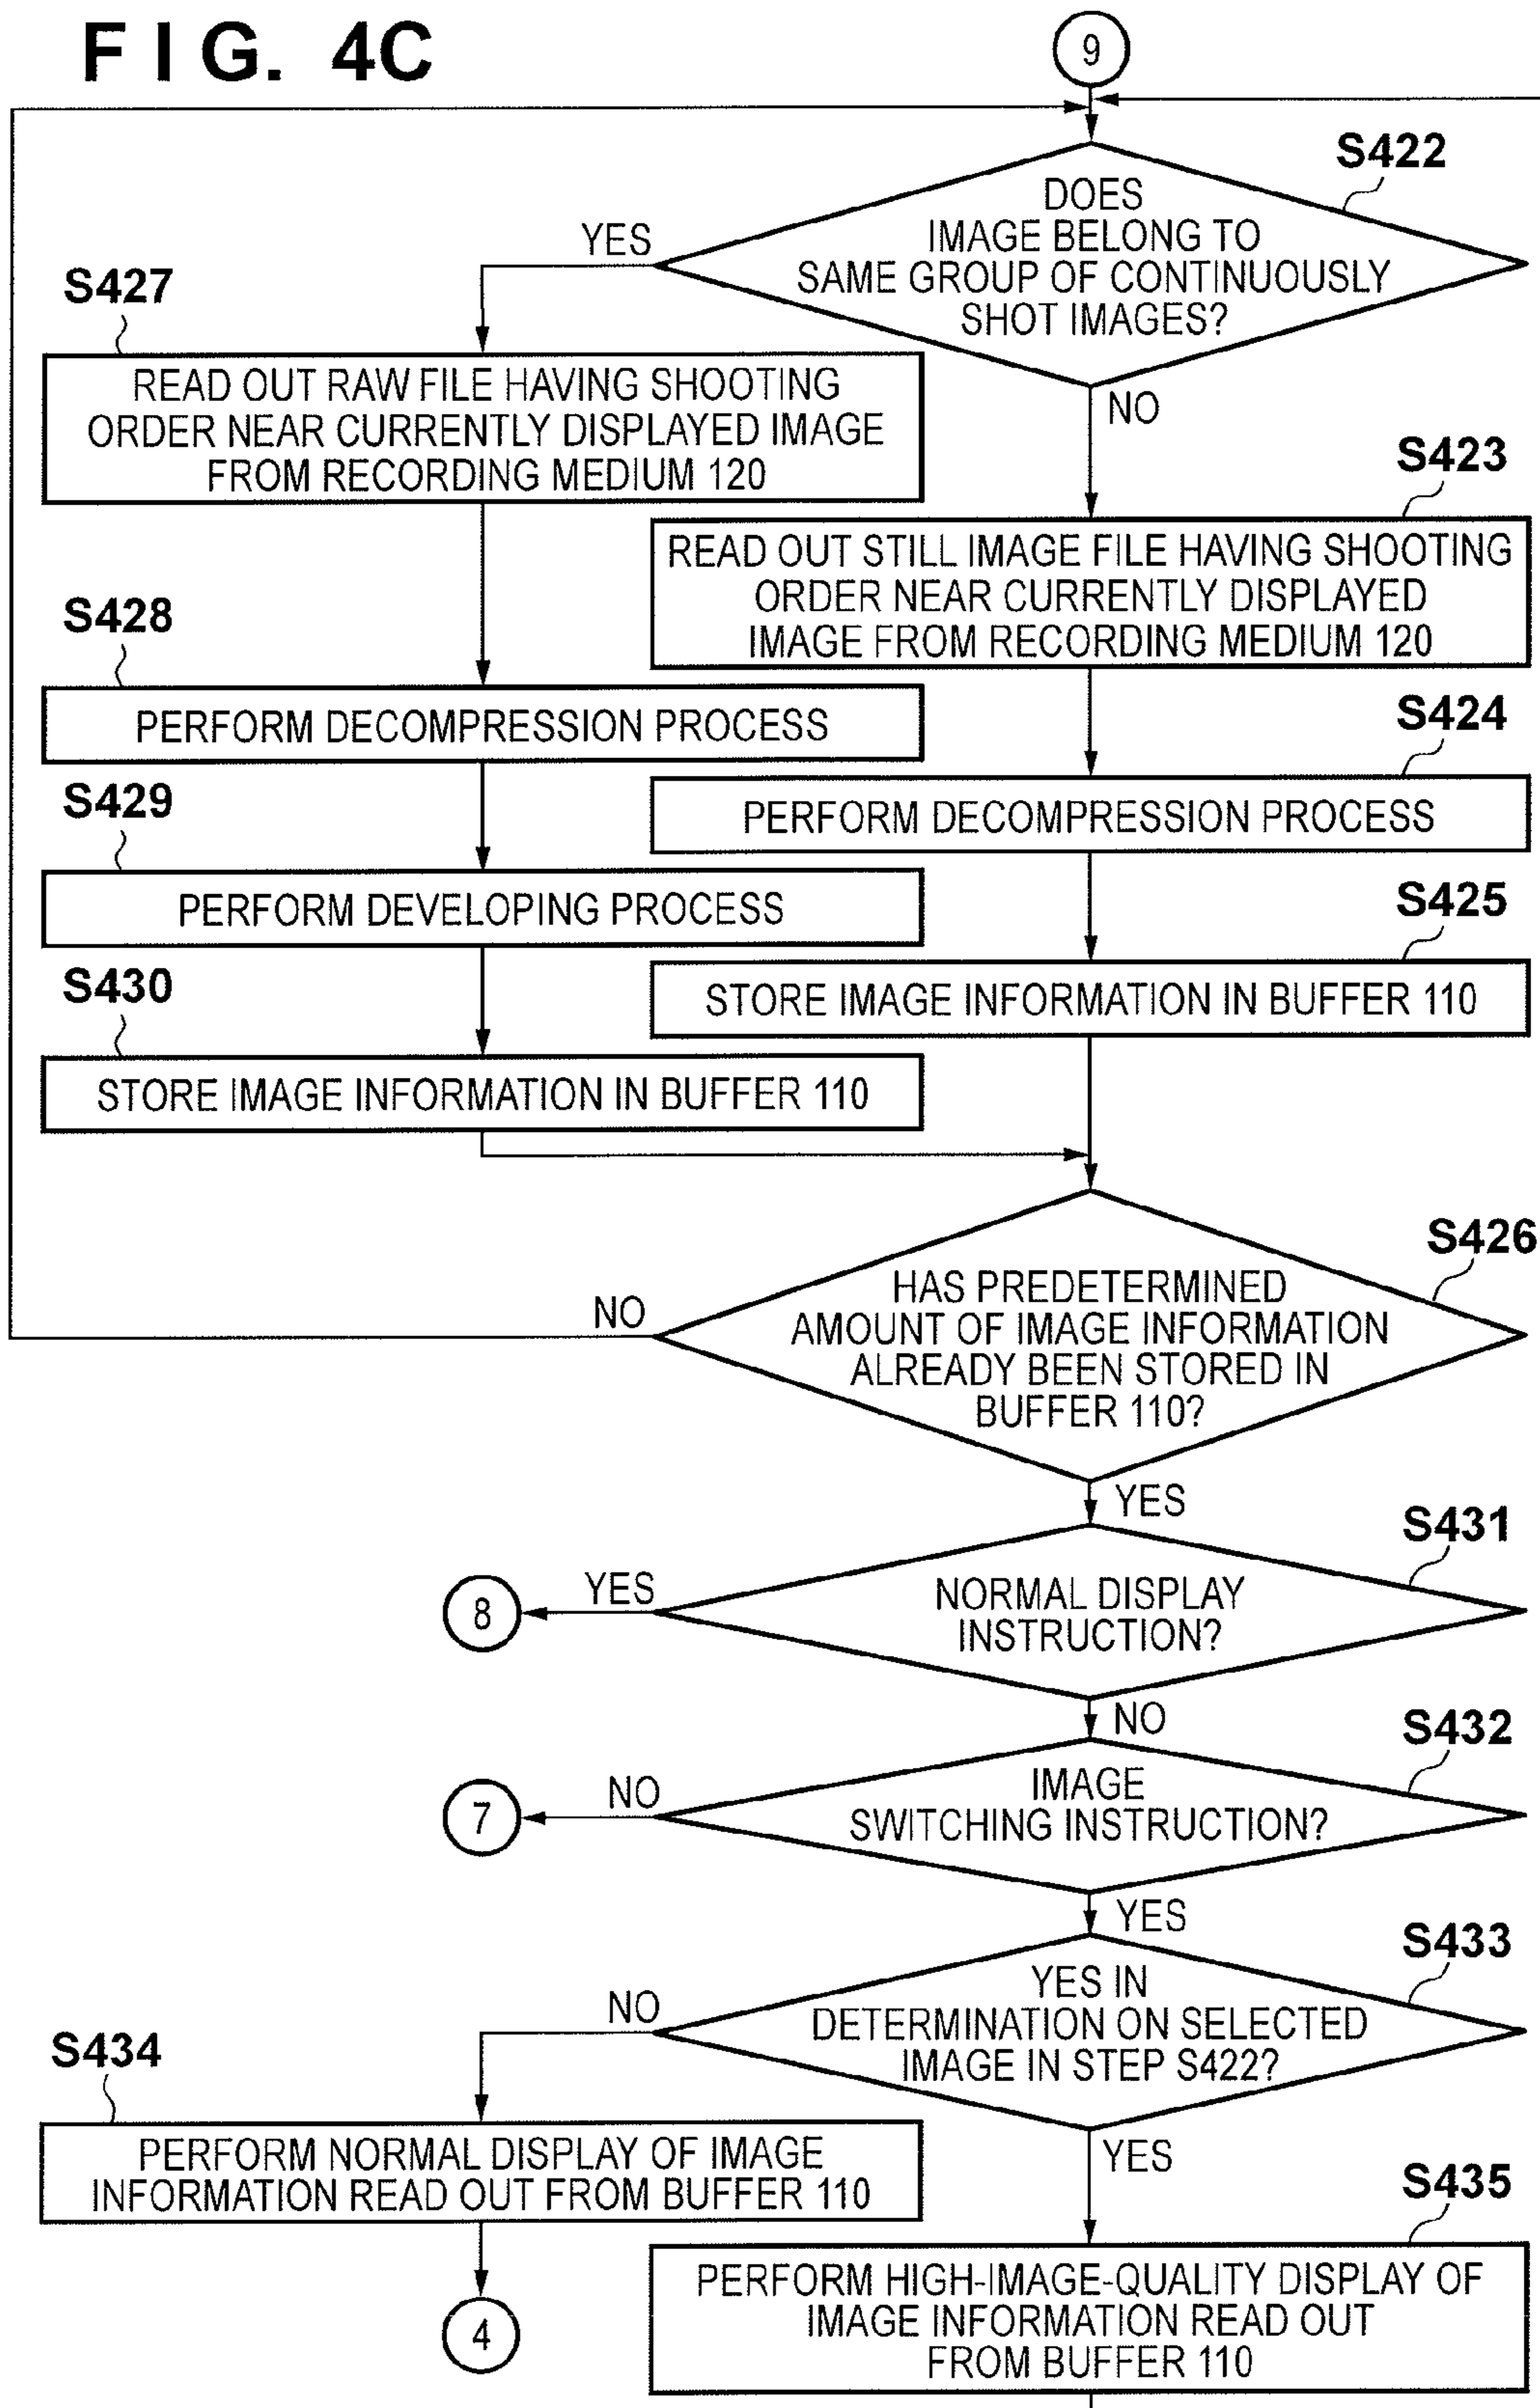 FIG. 4C
9
S422
DOES
IMAGE BELONG TO
SAME GROUP OF CONTINUOUSLY
SHOT IMAGES?
YES
NO
S427
READ OUT RAW FILE HAVING SHOOTING
ORDER NEAR CURRENTLY DISPLAYED IMAGE
FROM RECORDING MEDIUM 120
S423
READ OUT STILL IMAGE FILE HAVING SHOOTING
ORDER NEAR CURRENTLY DISPLAYED
IMAGE FROM RECORDING MEDIUM 120
S428
PERFORM DECOMPRESSION PROCESS
S424
PERFORM DECOMPRESSION PROCESS
S429
PERFORM DEVELOPING PROCESS
S425
STORE IMAGE INFORMATION IN BUFFER 110
S430
STORE IMAGE INFORMATION IN BUFFER 110
S426
HAS PREDETERMINED
AMOUNT OF IMAGE INFORMATION
ALREADY BEEN STORED IN
BUFFER 110?
NO
YES
S431
NORMAL DISPLAY
INSTRUCTION?
YES
8
NO
S432
IMAGE
SWITCHING INSTRUCTION?
NO
7
YES
S433
YES IN
DETERMINATION ON SELECTED
IMAGE IN STEP S422?
NO
YES
S434
PERFORM NORMAL DISPLAY OF IMAGE
INFORMATION READ OUT FROM BUFFER 110
4
S435
PERFORM HIGH-IMAGE-QUALITY DISPLAY OF
IMAGE INFORMATION READ OUT
FROM BUFFER 110